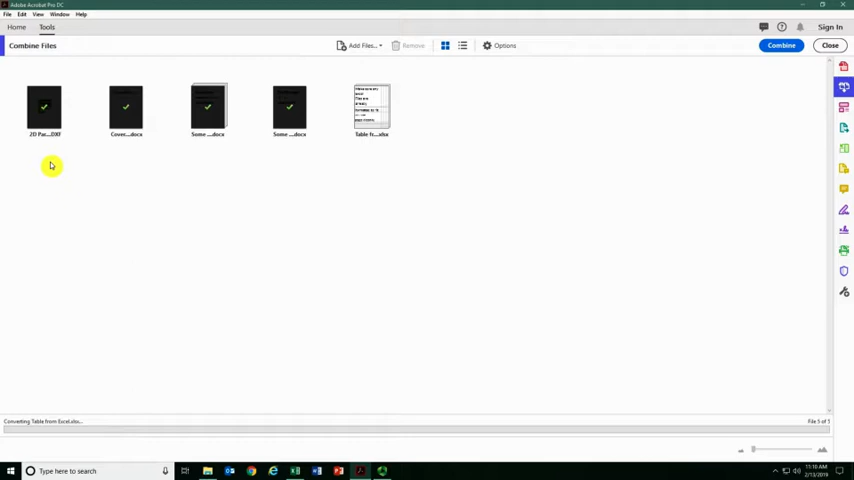 Adobe Acrobat Pro DC
File Edit View Window Help
Home Tools Sign In
Combine Files Add Files... Remove Options Combine Close
2D Par...DXF Cover...docx Some ...docx Some ...docx Table fr...xlsx
Converting Table from Excel.xlsx... File 5 of 5
Type here to search 11:10 AM
2/13/2019